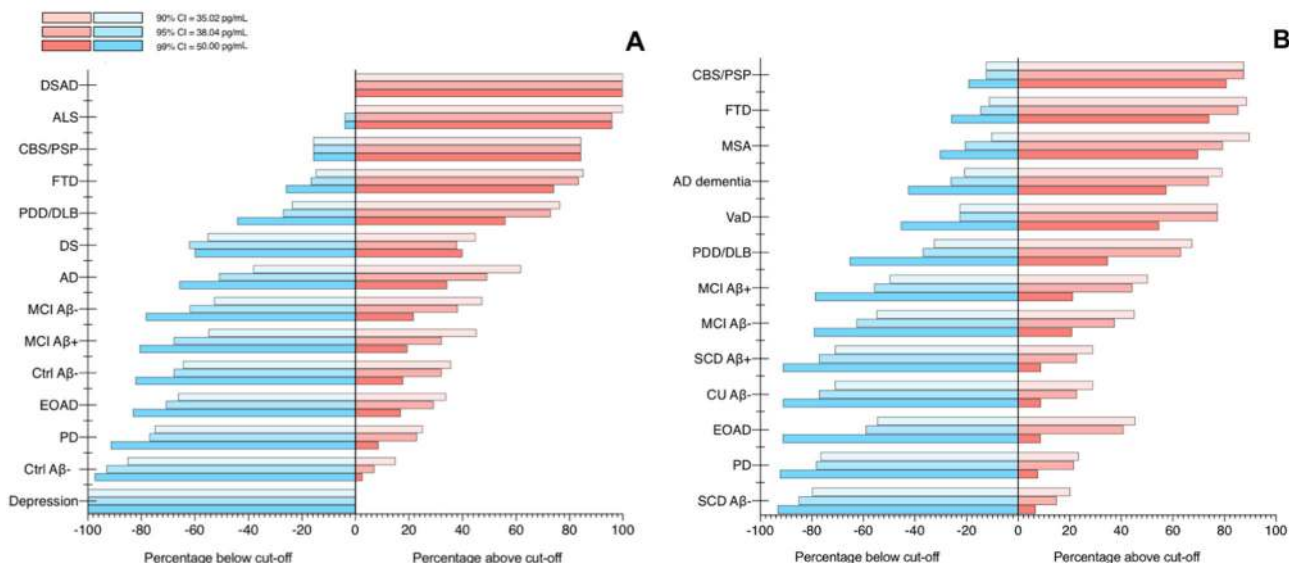 90% CI = 35.02 pg/mL
95% CI = 38.04 pg/mL
99% CI = 50.00 pg/mL
A
DSAD
ALS
CBS/PSP
FTD
PDD/DLB
DS
AD
MCI Aβ-
MCI Aβ+
Ctrl Aβ-
EOAD
PD
Ctrl Aβ-
Depression
-100 -80 -60 -40 -20 0 20 40 60 80 100
Percentage below cut-off Percentage above cut-off
B
CBS/PSP
FTD
MSA
AD dementia
VaD
PDD/DLB
MCI Aβ+
MCI Aβ-
SCD Aβ+
CU Aβ-
EOAD
PD
SCD Aβ-
-100 -80 -60 -40 -20 0 20 40 60 80 100
Percentage below cut-off Percentage above cut-off